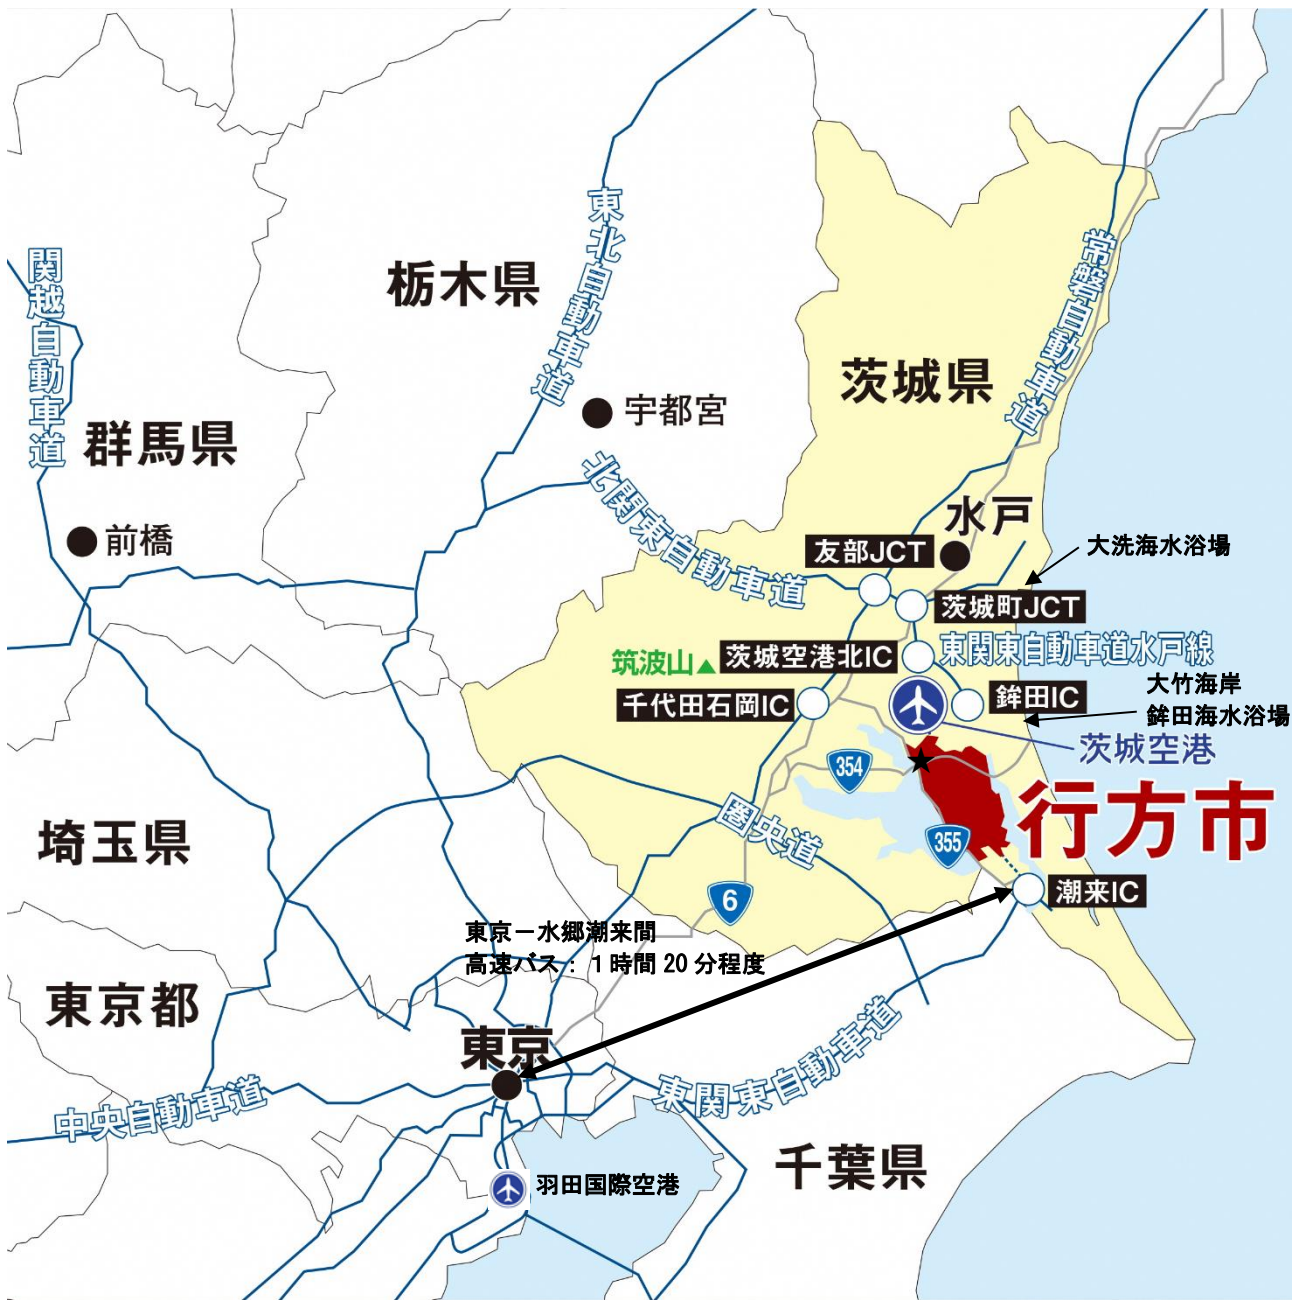 東北自動車道
関越自動車道
常磐自動車道
栃木県
茨城県
宇都宮
群馬県
北関東自動車道
前橋
水戸
友部JCT
大洗海水浴場
茨城町JCT
東関東自動車道水戸線
筑波山
茨城空港北IC
大竹海岸
鉾田海水浴場
千代田石岡IC
鉾田IC
茨城空港
354
行方市
圏央道
355
埼玉県
潮来IC
6
東京－水郷潮来間
高速バス：１時間20分程度
東京都
東京
東関東自動車道
中央自動車道
千葉県
羽田国際空港